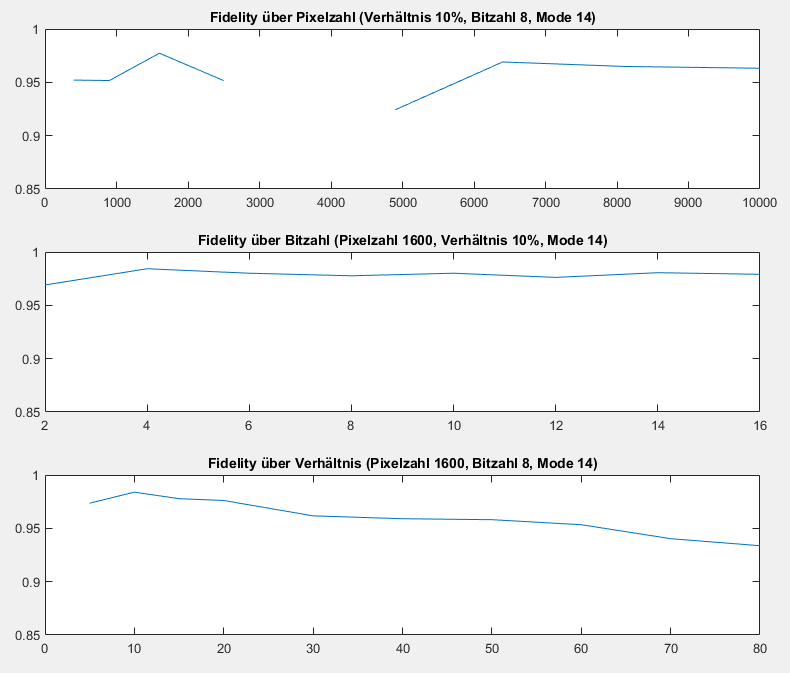 Fidelity über Pixelzahl (Verhältnis 10%, Bitzahl 8, Mode 14)
1
0.95
0.9
0.85
0 1000 2000 3000 4000 5000 6000 7000 8000 9000 10000
Fidelity über Bitzahl (Pixelzahl 1600, Verhältnis 10%, Mode 14)
1
0.95
0.9
0.85
2 4 6 8 10 12 14 16
Fidelity über Verhältnis (Pixelzahl 1600, Bitzahl 8, Mode 14)
1
0.95
0.9
0.85
0 10 20 30 40 50 60 70 80